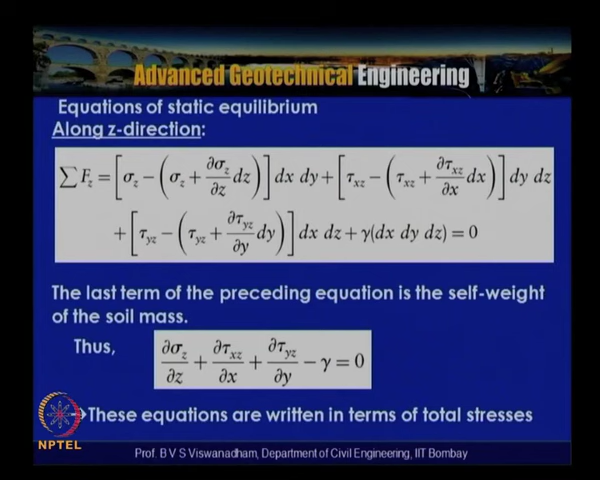 Advanced Geotechnical Engineering
Equations of static equilibrium
Along z-direction:
∑ F_z = [σ_z − (σ_z + ∂σ_z/∂z dz)] dx dy + [τ_xz − (τ_xz + ∂τ_xz/∂x dx)] dy dz
+ [τ_yz − (τ_yz + ∂τ_yz/∂y dy)] dx dz + γ(dx dy dz) = 0
The last term of the preceding equation is the self-weight
of the soil mass.
Thus, ∂σ_z/∂z + ∂τ_xz/∂x + ∂τ_yz/∂y − γ = 0
→These equations are written in terms of total stresses
NPTEL
Prof. B V S Viswanadham, Department of Civil Engineering, IIT Bombay